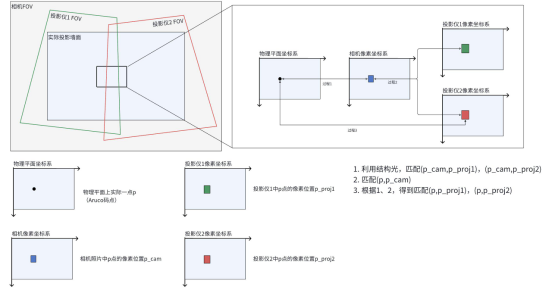 相机FOV
投影仪1 FOV
投影仪2 FOV
实际投影墙面
物理平面坐标系
相机像素坐标系
投影仪1像素坐标系
过程2
过程1
投影仪2像素坐标系
过程3
物理平面坐标系
物理平面上实际一点p
(Aruco码点)
投影仪1像素坐标系
投影仪1中p点的像素位置p_proj1
相机像素坐标系
相机照片中p点的像素位置p_cam
投影仪2像素坐标系
投影仪2中p点的像素位置p_proj2
1. 利用结构光，匹配(p_cam,p_proj1)，(p_cam,p_proj2)
2. 匹配(p,p_cam)
3. 根据1、2，得到匹配(p,p_proj1)，(p,p_proj2)